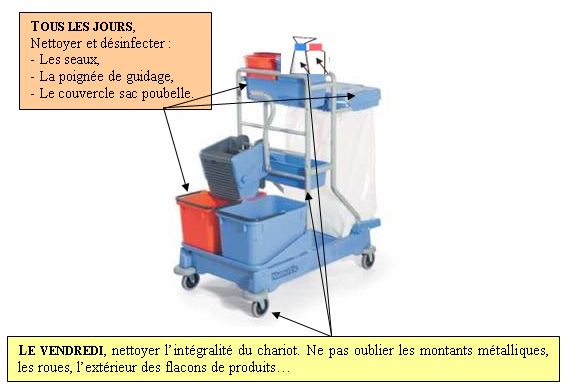 TOUS LES JOURS,
Nettoyer et désinfecter :
- Les seaux,
- La poignée de guidage,
- Le couvercle sac poubelle.
LE VENDREDI, nettoyer l'intégralité du chariot. Ne pas oublier les montants métalliques,
les roues, l'extérieur des flacons de produits…